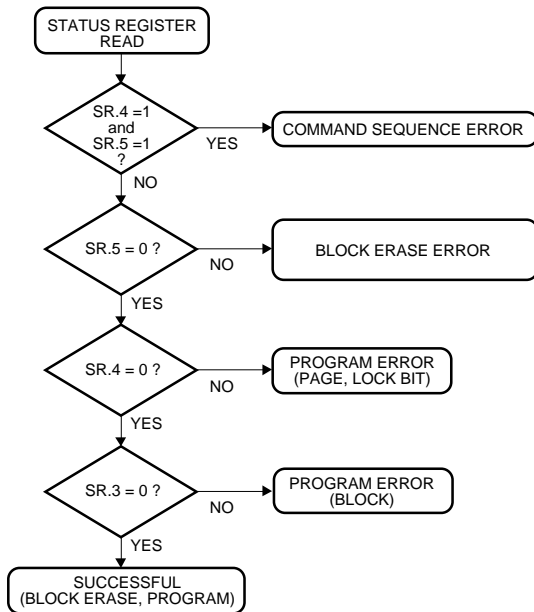 STATUS REGISTER
READ
SR.4 =1
and
SR.5 =1
?
YES
COMMAND SEQUENCE ERROR
NO
SR.5 = 0 ?
NO
BLOCK ERASE ERROR
YES
SR.4 = 0 ?
NO
PROGRAM ERROR
(PAGE, LOCK BIT)
YES
SR.3 = 0 ?
NO
PROGRAM ERROR
(BLOCK)
YES
SUCCESSFUL
(BLOCK ERASE, PROGRAM)